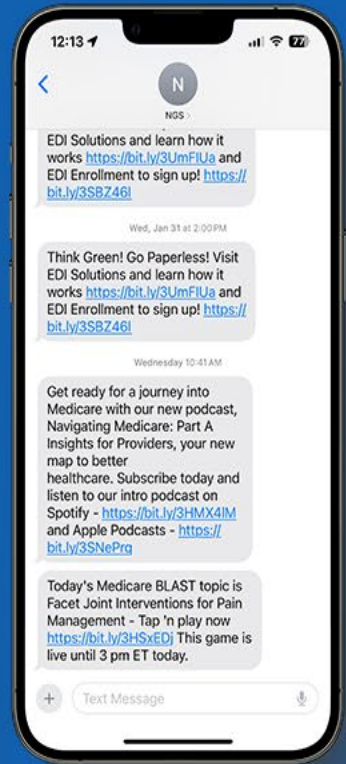 12:13
77
N
NGS
EDI Solutions and learn how it
works https://bit.ly/3UmFIUa and
EDI Enrollment to sign up! https://
bit.ly/3SBZ46I
Wed, Jan 31 at 2:00 PM
Think Green! Go Paperless! Visit
EDI Solutions and learn how it
works https://bit.ly/3UmFIUa and
EDI Enrollment to sign up! https://
bit.ly/3SBZ46I
Wednesday 10:41 AM
Get ready for a journey into
Medicare with our new podcast,
Navigating Medicare: Part A
Insights for Providers, your new
map to better
healthcare. Subscribe today and
listen to our intro podcast on
Spotify - https://bit.ly/3HMX4lM
and Apple Podcasts - https://
bit.ly/3SNePrq
Today's Medicare BLAST topic is
Facet Joint Interventions for Pain
Management - Tap 'n play now
https://bit.ly/3HSxEDj This game is
live until 3 pm ET today.
Text Message